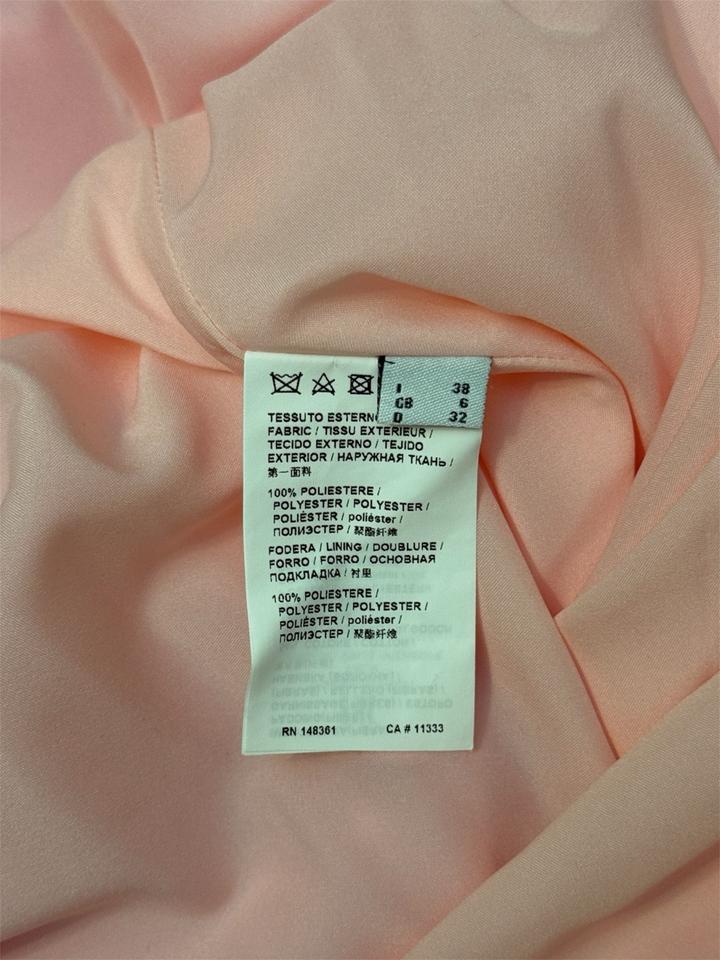 I 38
GB 6
D 32
TESSUTO ESTERN
FABRIC / TISSU EXTERIEUR /
TECIDO EXTERNO / TEJIDO
EXTERIOR / НАРУЖНАЯ ТКАНЬ /
第一面料
100% POLIESTERE /
POLYESTER / POLYESTER /
POLIÉSTER / poliéster /
ПОЛИЭСТЕР / 聚酯纤维
FODERA / LINING / DOUBLURE /
FORRO / FORRO / ОСНОВНАЯ
ПОДКЛАДКА / 衬里
100% POLIESTERE /
POLYESTER / POLYESTER /
POLIÉSTER / poliéster /
ПОЛИЭСТЕР / 聚酯纤维
RN 148361 CA # 11333